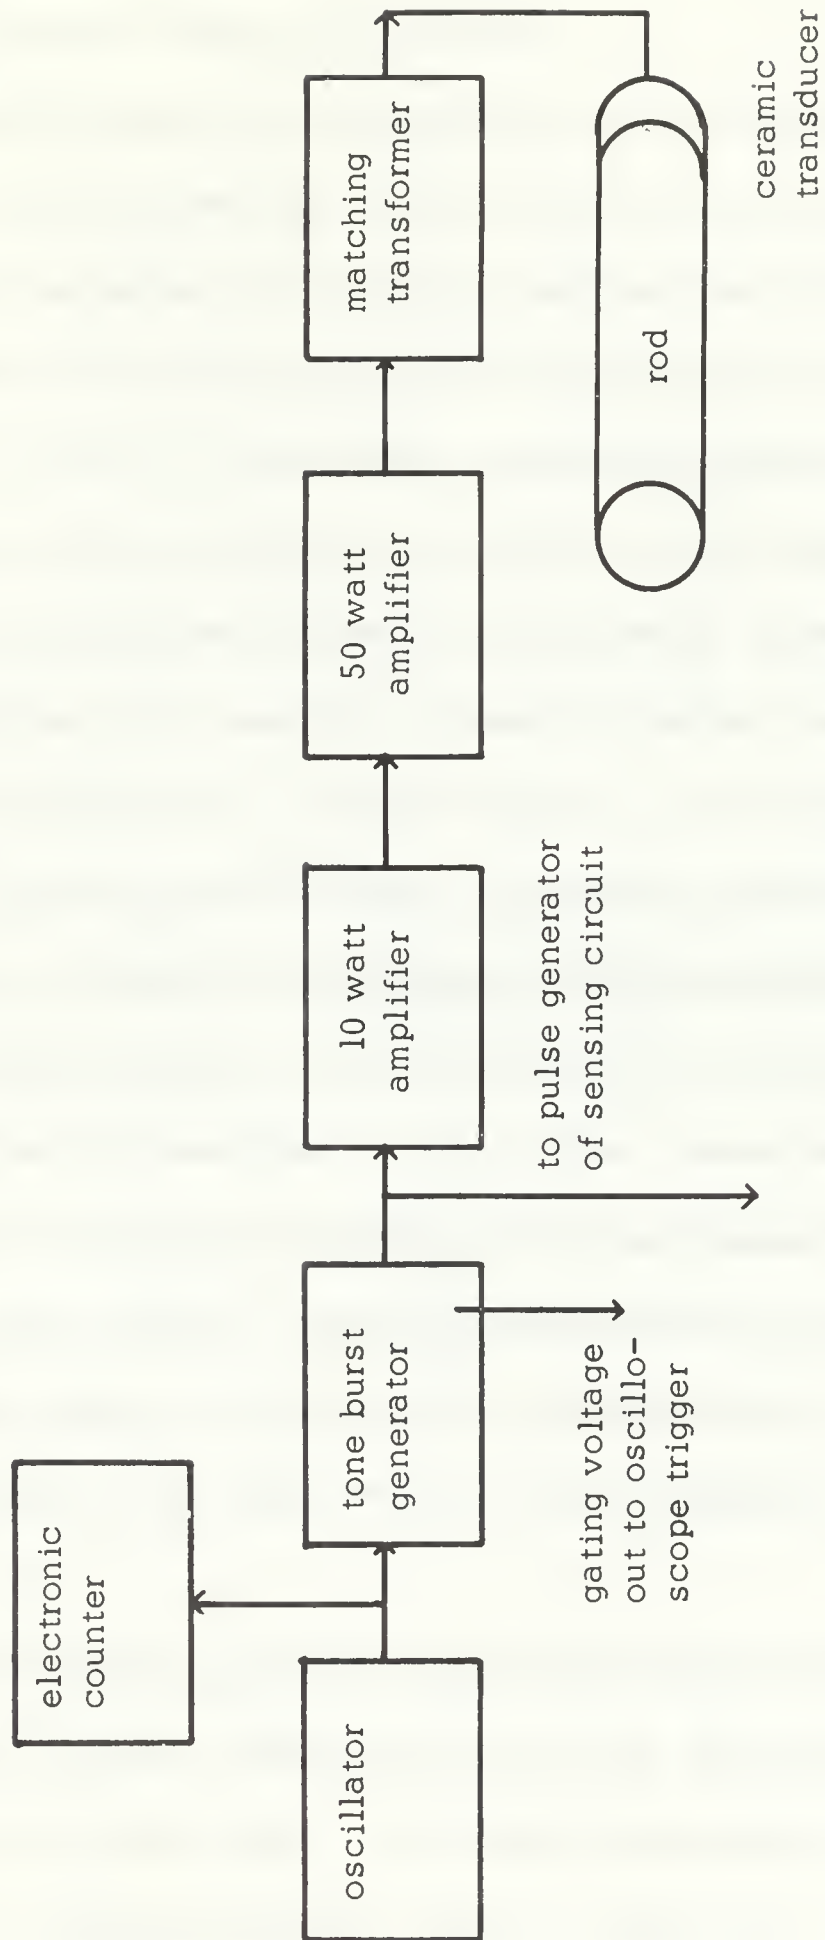 electronic
counter
oscillator
tone burst
generator
gating voltage
out to oscillo-
scope trigger
to pulse generator
of sensing circuit
10 watt
amplifier
50 watt
amplifier
matching
transformer
rod
ceramic
transducer